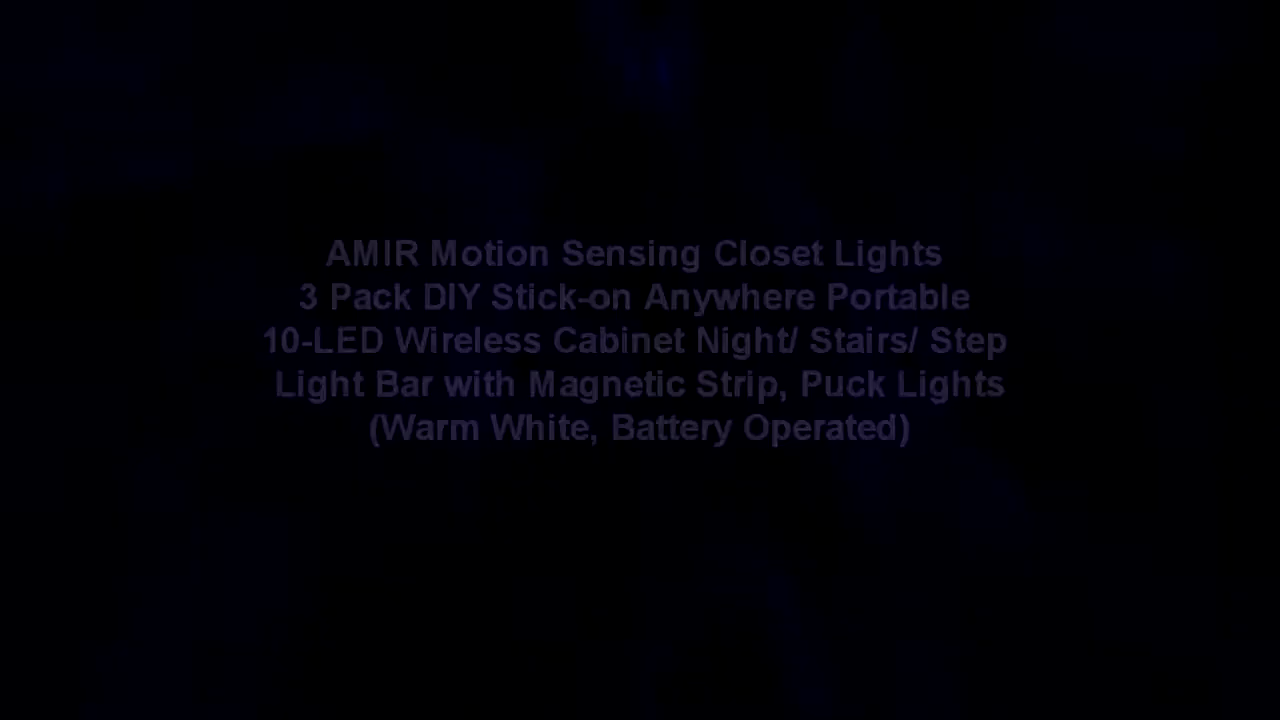 AMIR Motion Sensing Closet Lights
3 Pack DIY Stick-on Anywhere Portable
10-LED Wireless Cabinet Night/ Stairs/ Step
Light Bar with Magnetic Strip, Puck Lights
(Warm White, Battery Operated)